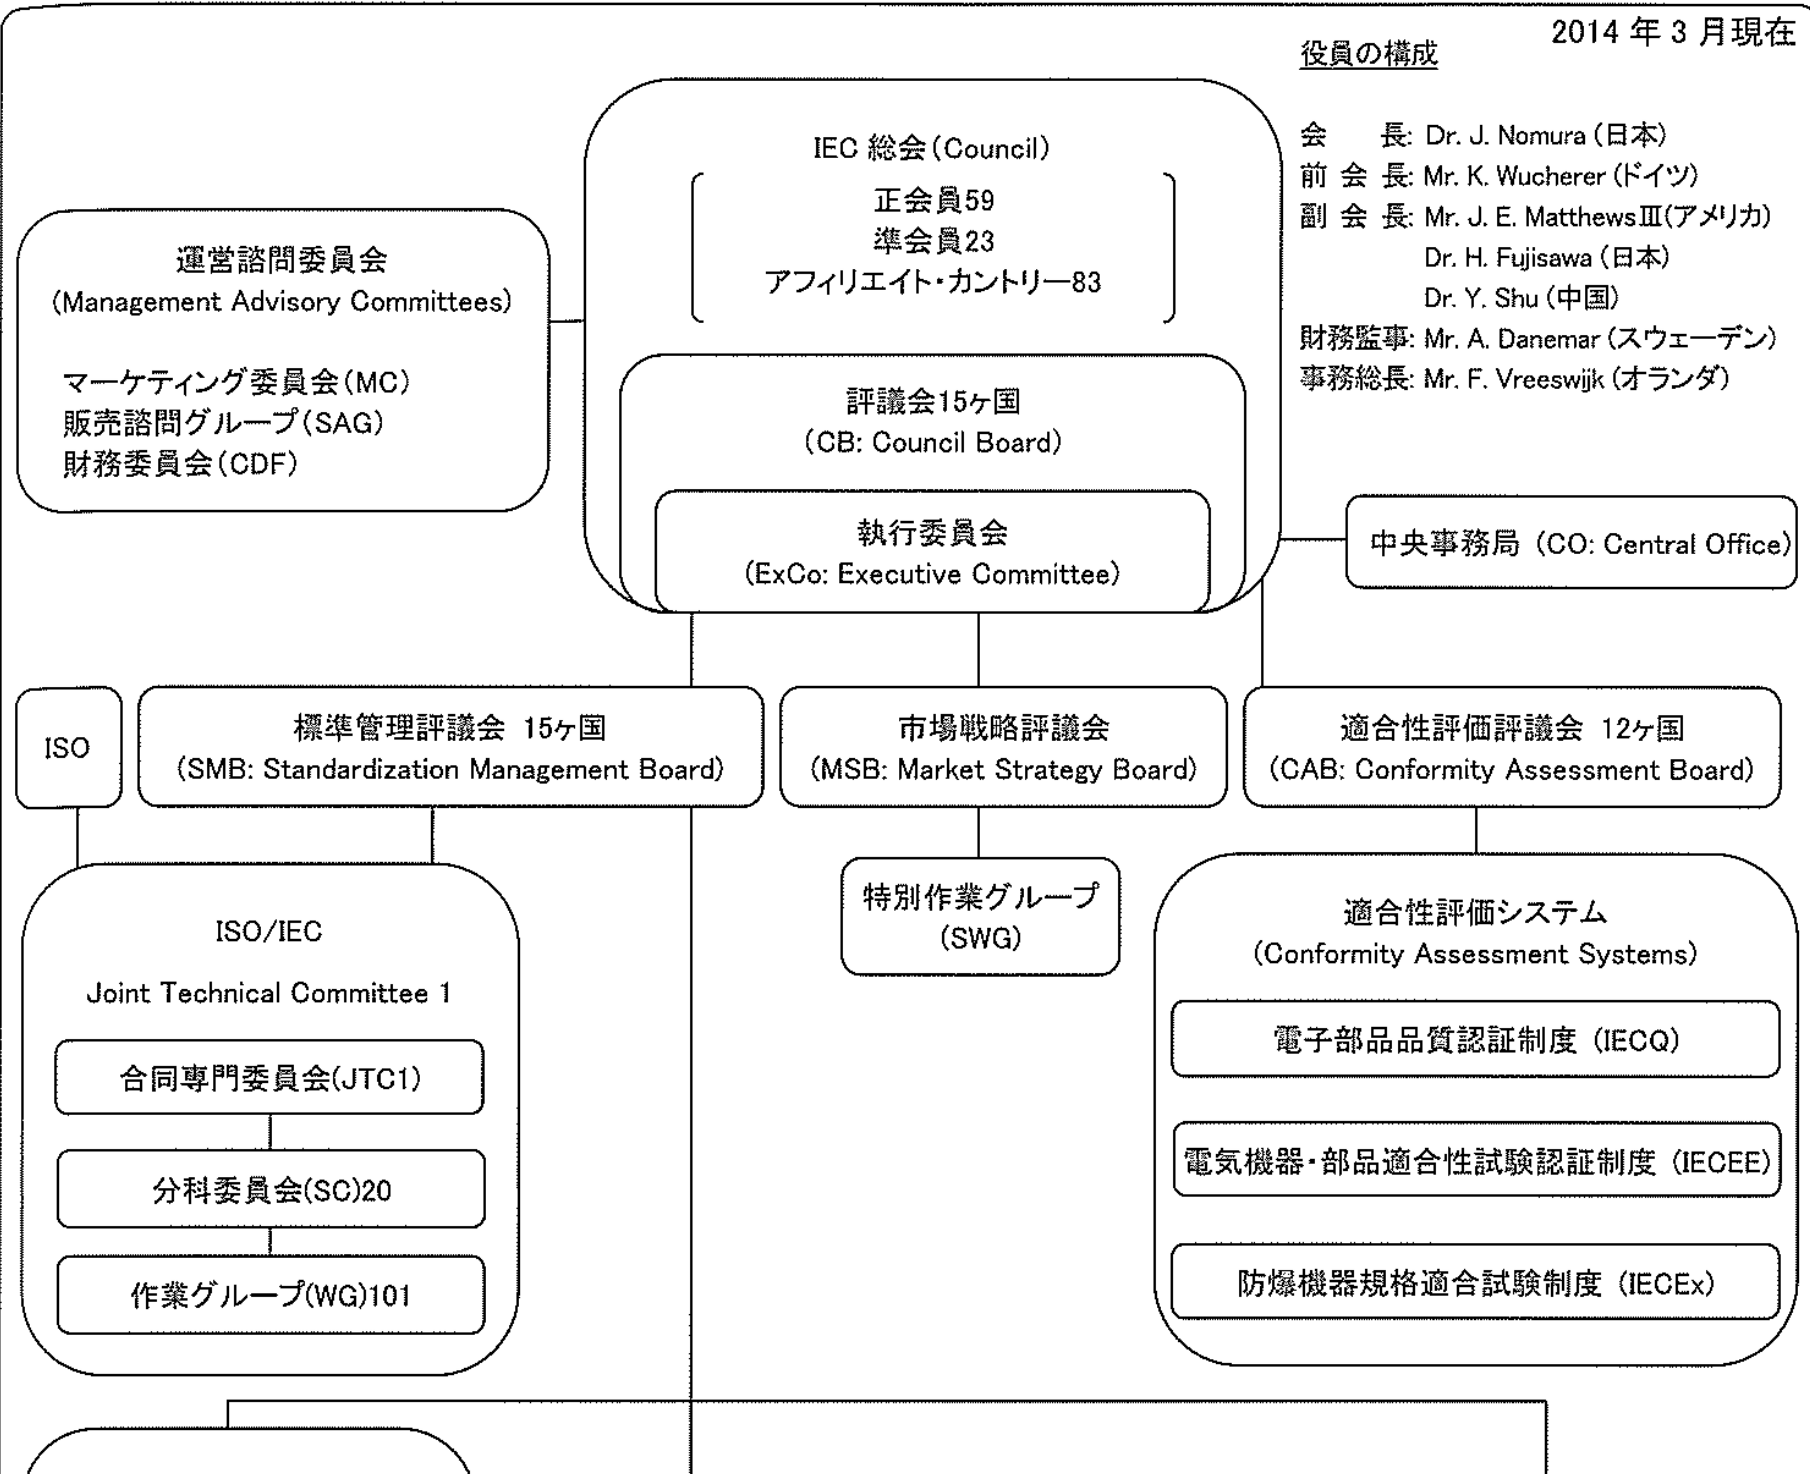 2014 年 3 月現在
役員の構成
会　　長: Dr. J. Nomura (日本)
前 会 長: Mr. K. Wucherer (ドイツ)
副 会 長: Mr. J. E. MatthewsⅢ(アメリカ)
Dr. H. Fujisawa (日本)
Dr. Y. Shu (中国)
財務監事: Mr. A. Danemar (スウェーデン)
事務総長: Mr. F. Vreeswijk (オランダ)
IEC 総会(Council)
正会員59
準会員23
アフィリエイト・カントリー83
運営諮問委員会
(Management Advisory Committees)
マーケティング委員会(MC)
販売諮問グループ(SAG)
財務委員会(CDF)
評議会15ヶ国
(CB: Council Board)
執行委員会
(ExCo: Executive Committee)
中央事務局 (CO: Central Office)
ISO
標準管理評議会 15ヶ国
(SMB: Standardization Management Board)
市場戦略評議会
(MSB: Market Strategy Board)
適合性評価評議会 12ヶ国
(CAB: Conformity Assessment Board)
ISO/IEC
Joint Technical Committee 1
合同専門委員会(JTC1)
分科委員会(SC)20
作業グループ(WG)101
特別作業グループ
(SWG)
適合性評価システム
(Conformity Assessment Systems)
電子部品品質認証制度 (IECQ)
電気機器・部品適合性試験認証制度 (IECEE)
防爆機器規格適合試験制度 (IECEx)